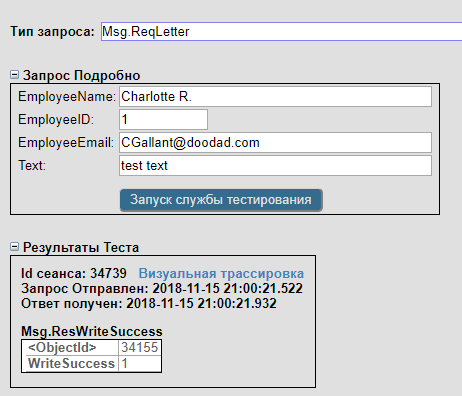 Тип запроса: Msg.ReqLetter
Запрос Подробно
EmployeeName: Charlotte R.
EmployeeID: 1
EmployeeEmail: CGallant@doodad.com
Text: test text
Запуск службы тестирования
Результаты Теста
Id сеанса: 34739 Визуальная трассировка
Запрос Отправлен: 2018-11-15 21:00:21.522
Ответ получен: 2018-11-15 21:00:21.932
Msg.ResWriteSuccess
<ObjectId> 34155
WriteSuccess 1